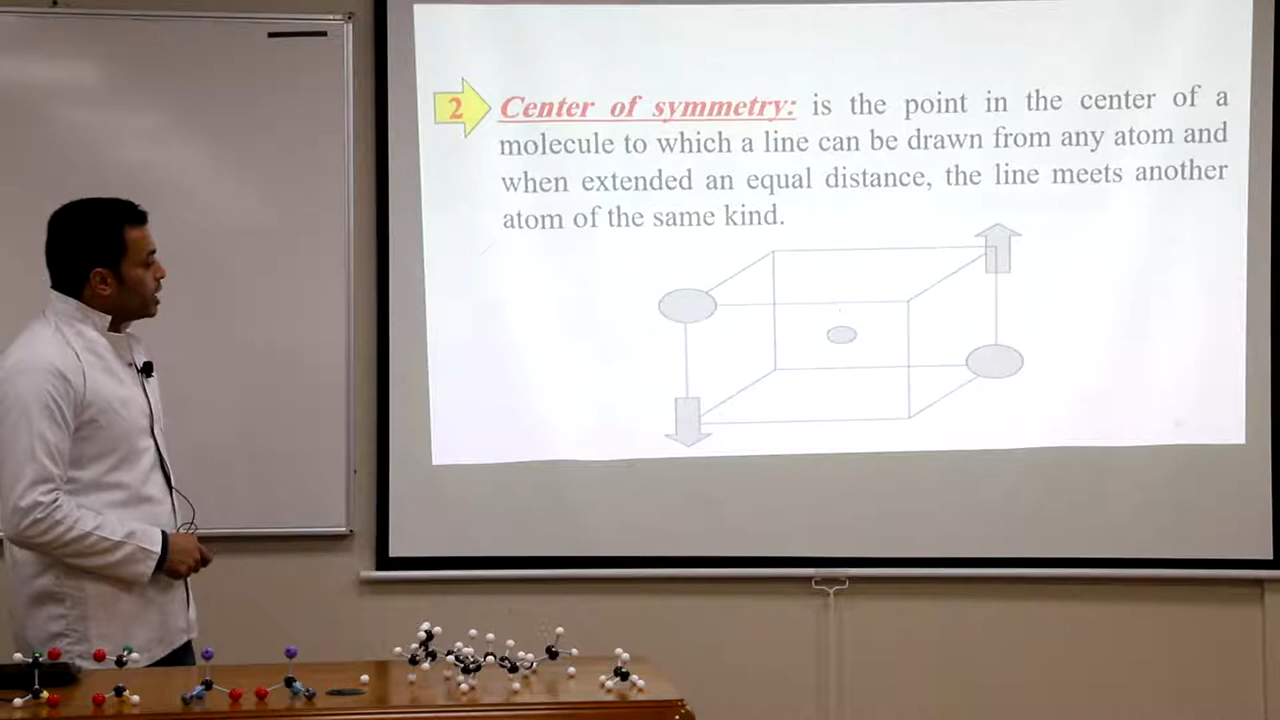 2 Center of symmetry: is the point in the center of a
molecule to which a line can be drawn from any atom and
when extended an equal distance, the line meets another
atom of the same kind.